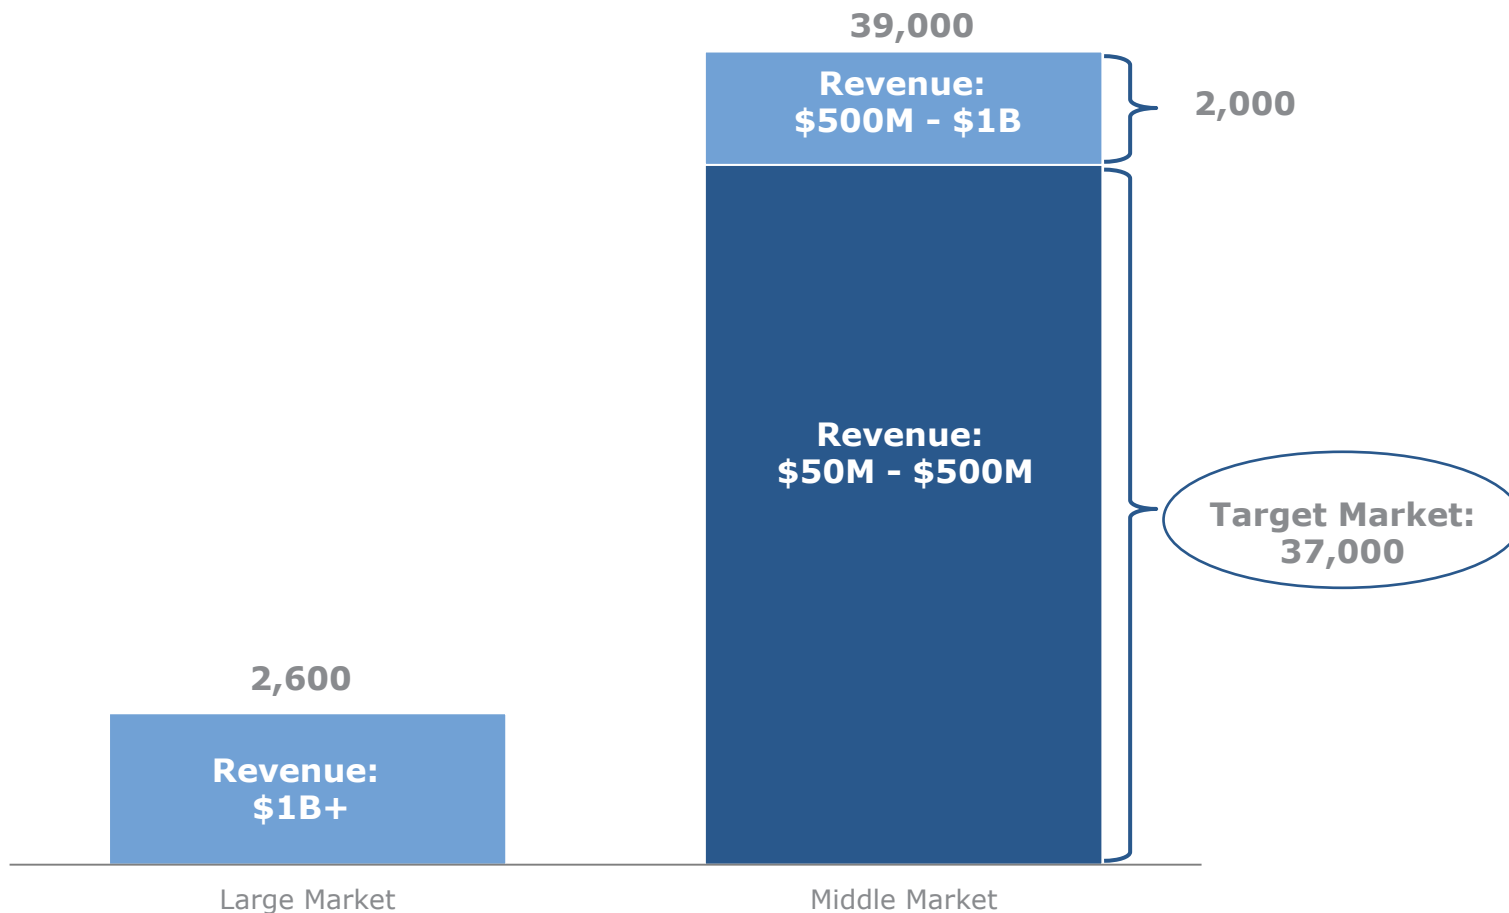 39,000
Revenue:
$500M - $1B
2,000
Revenue:
$50M - $500M
Target Market:
37,000
2,600
Revenue:
$1B+
Large Market
Middle Market